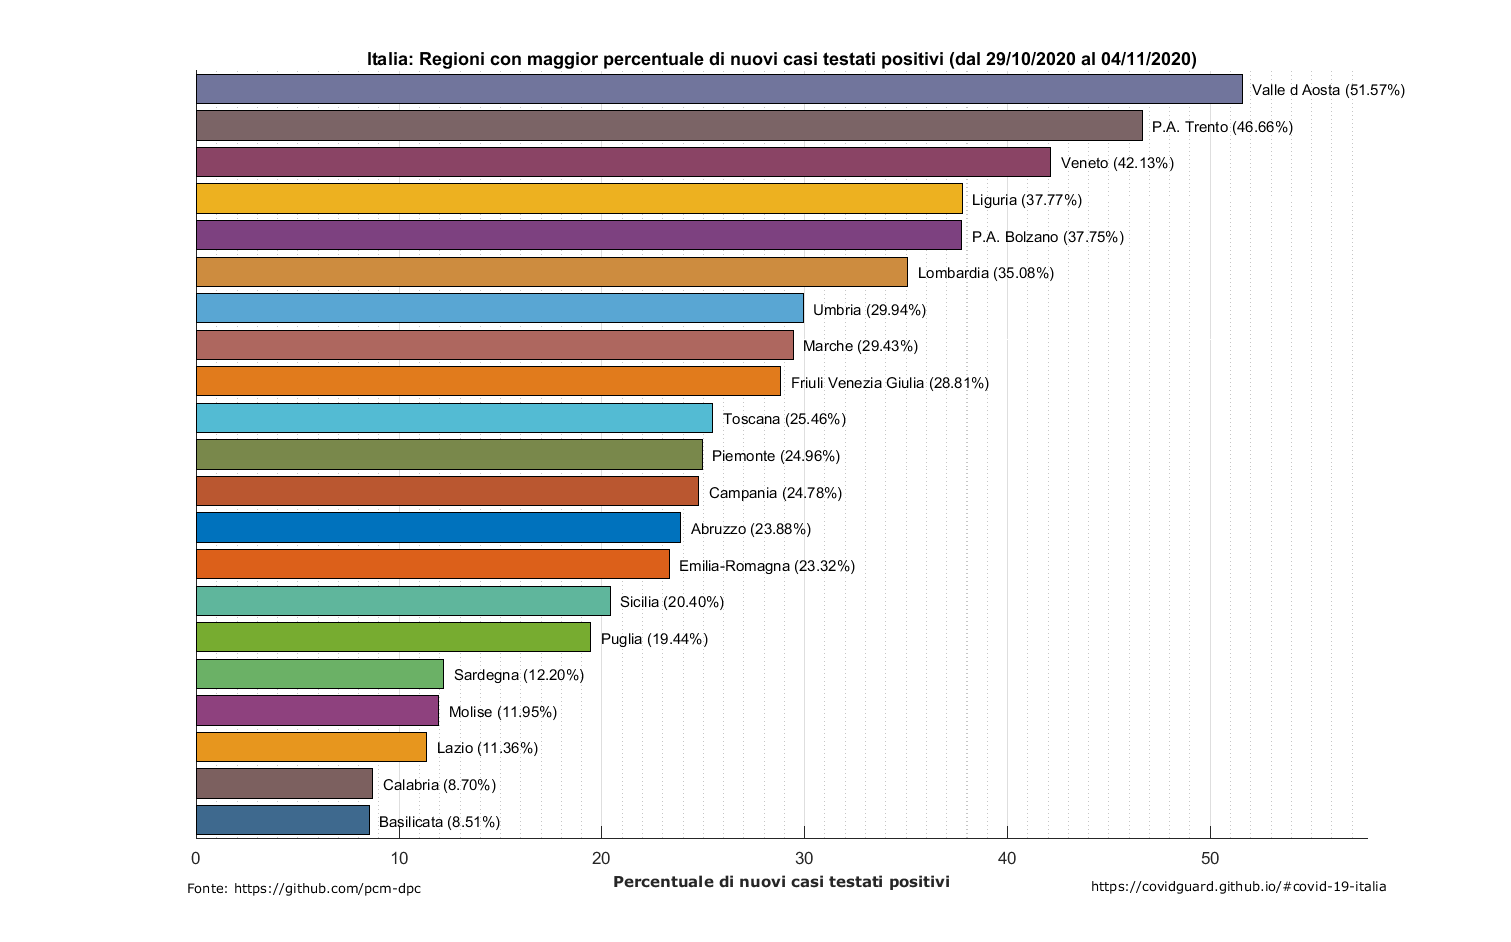 Italia: Regioni con maggior percentuale di nuovi casi testati positivi (dal 29/10/2020 al 04/11/2020)
Valle d Aosta (51.57%)
P.A. Trento (46.66%)
Veneto (42.13%)
Liguria (37.77%)
P.A. Bolzano (37.75%)
Lombardia (35.08%)
Umbria (29.94%)
Marche (29.43%)
Friuli Venezia Giulia (28.81%)
Toscana (25.46%)
Piemonte (24.96%)
Campania (24.78%)
Abruzzo (23.88%)
Emilia-Romagna (23.32%)
Sicilia (20.40%)
Puglia (19.44%)
Sardegna (12.20%)
Molise (11.95%)
Lazio (11.36%)
Calabria (8.70%)
Basilicata (8.51%)
0 10 20 30 40 50
Percentuale di nuovi casi testati positivi
Fonte: https://github.com/pcm-dpc
https://covidguard.github.io/#covid-19-italia